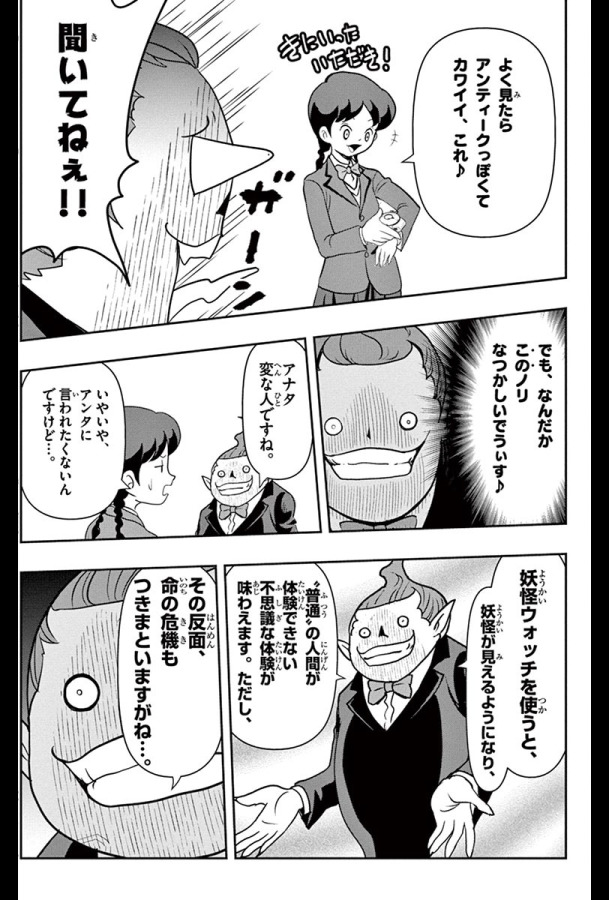 よく見たら
アンティークっぽくて
カワイイ、これ♪
きにいった
いただき！
ガーーン
聞いてねぇ!!
でも、なんだか
このノリ
なつかしいでうぃす♪
アナタ
変な人ですね。
いやいや、
アンタに
言われたくないん
ですけど…。
妖怪ウォッチを使うと、
妖怪が見えるようになり、
〝普通〟の人間が
体験できない
不思議な体験が
味わえます。ただし、
その反面、
命の危機も
つきまといますがね…。